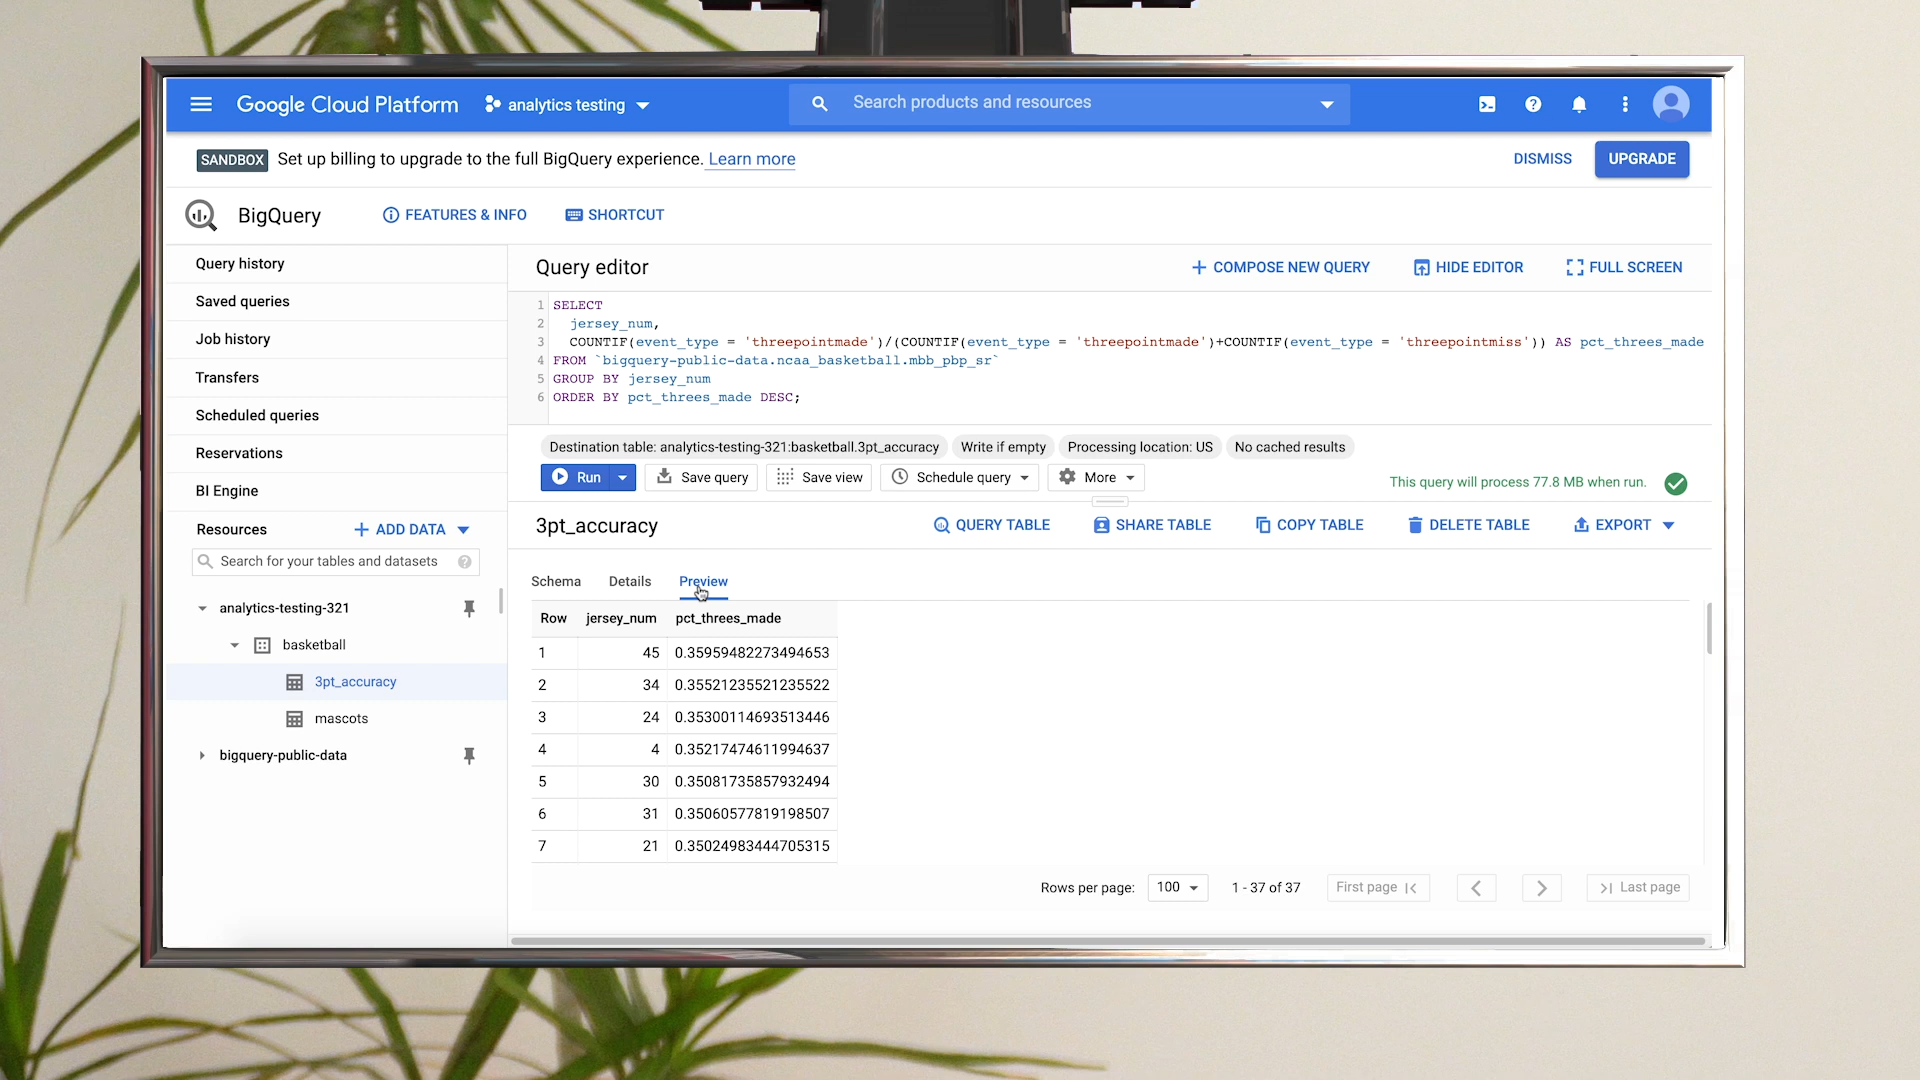 Google Cloud Platform analytics testing Search products and resources
SANDBOX Set up billing to upgrade to the full BigQuery experience. Learn more DISMISS UPGRADE
BigQuery FEATURES & INFO SHORTCUT
Query history
Saved queries
Job history
Transfers
Scheduled queries
Reservations
BI Engine
Resources ADD DATA
Search for your tables and datasets
analytics-testing-321
basketball
3pt_accuracy
mascots
bigquery-public-data
Query editor COMPOSE NEW QUERY HIDE EDITOR FULL SCREEN
1 SELECT
2 jersey_num,
3 COUNTIF(event_type = 'threepointmade')/(COUNTIF(event_type = 'threepointmade')+COUNTIF(event_type = 'threepointmiss')) AS pct_threes_made
4 FROM `bigquery-public-data.ncaa_basketball.mbb_pbp_sr`
5 GROUP BY jersey_num
6 ORDER BY pct_threes_made DESC;
Destination table: analytics-testing-321:basketball.3pt_accuracy Write if empty Processing location: US No cached results
Run Save query Save view Schedule query More This query will process 77.8 MB when run.
3pt_accuracy QUERY TABLE SHARE TABLE COPY TABLE DELETE TABLE EXPORT
Schema Details Preview
Row jersey_num pct_threes_made
1 45 0.35959482273494653
2 34 0.35521235521235522
3 24 0.35300114693513446
4 4 0.35217474611994637
5 30 0.35081735857932494
6 31 0.35060577819198507
7 21 0.35024983444705315
Rows per page: 100 1 - 37 of 37 First page Last page